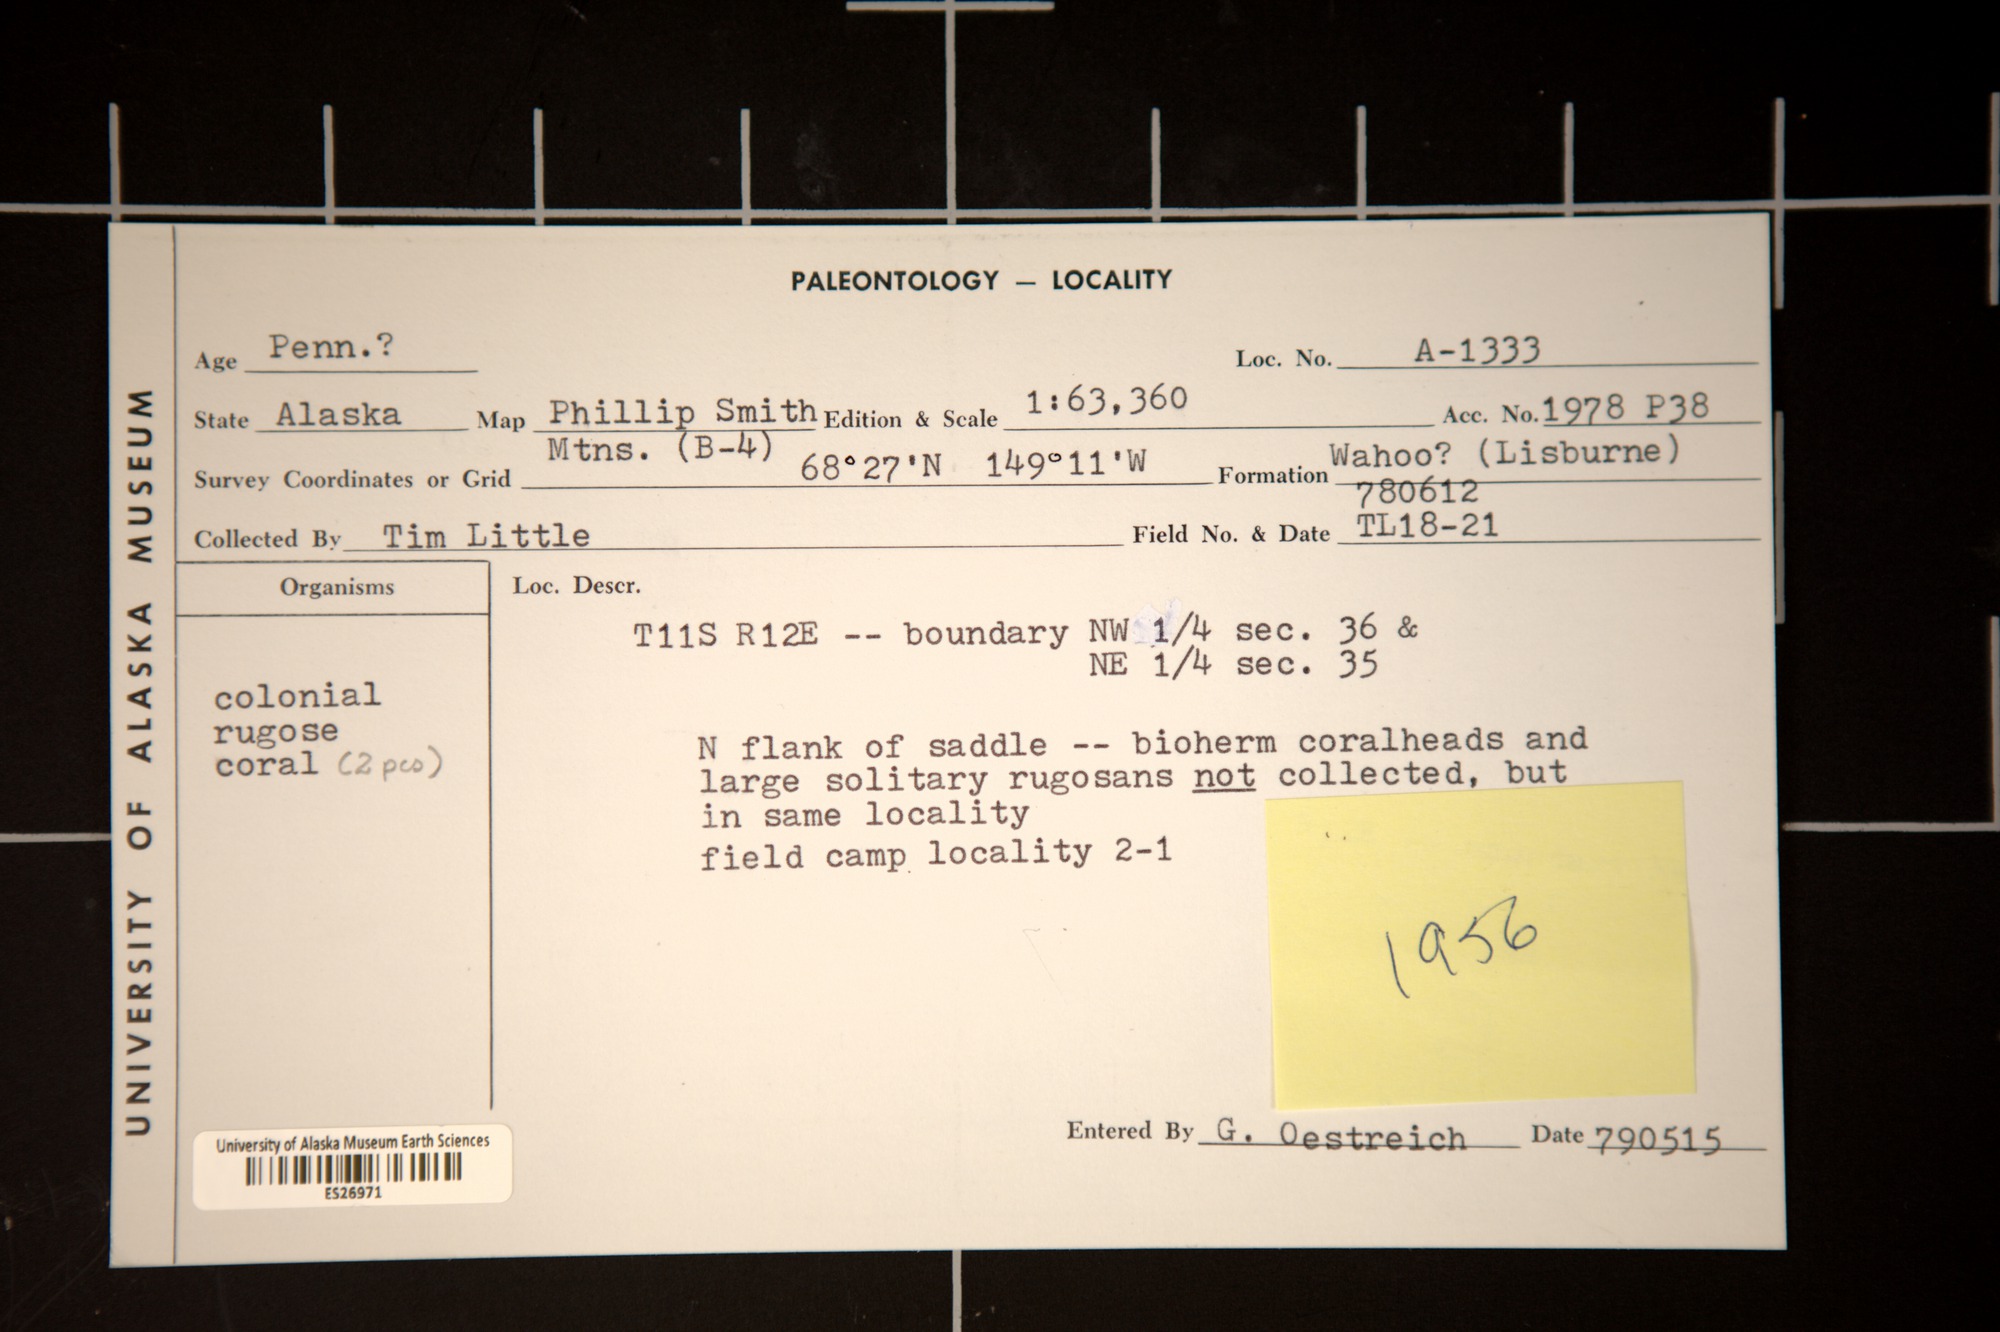 UNIVERSITY OF ALASKA MUSEUM
PALEONTOLOGY — LOCALITY
Age Penn.?
Loc. No. A-1333
State Alaska Map Phillip Smith Edition & Scale 1:63,360 Acc. No. 1978 P38
Mtns. (B-4)
Survey Coordinates or Grid 68°27'N 149°11'W Formation Wahoo? (Lisburne)
780612
Collected By Tim Little Field No. & Date TL18-21
Organisms
colonial
rugose
coral (2 pcs)
Loc. Descr.
T11S R12E -- boundary NW 1/4 sec. 36 &
NE 1/4 sec. 35
N flank of saddle -- bioherm coralheads and
large solitary rugosans not collected, but
in same locality
field camp locality 2-1
1956
Entered By G. Oestreich Date 790515
University of Alaska Museum Earth Sciences
ES26971